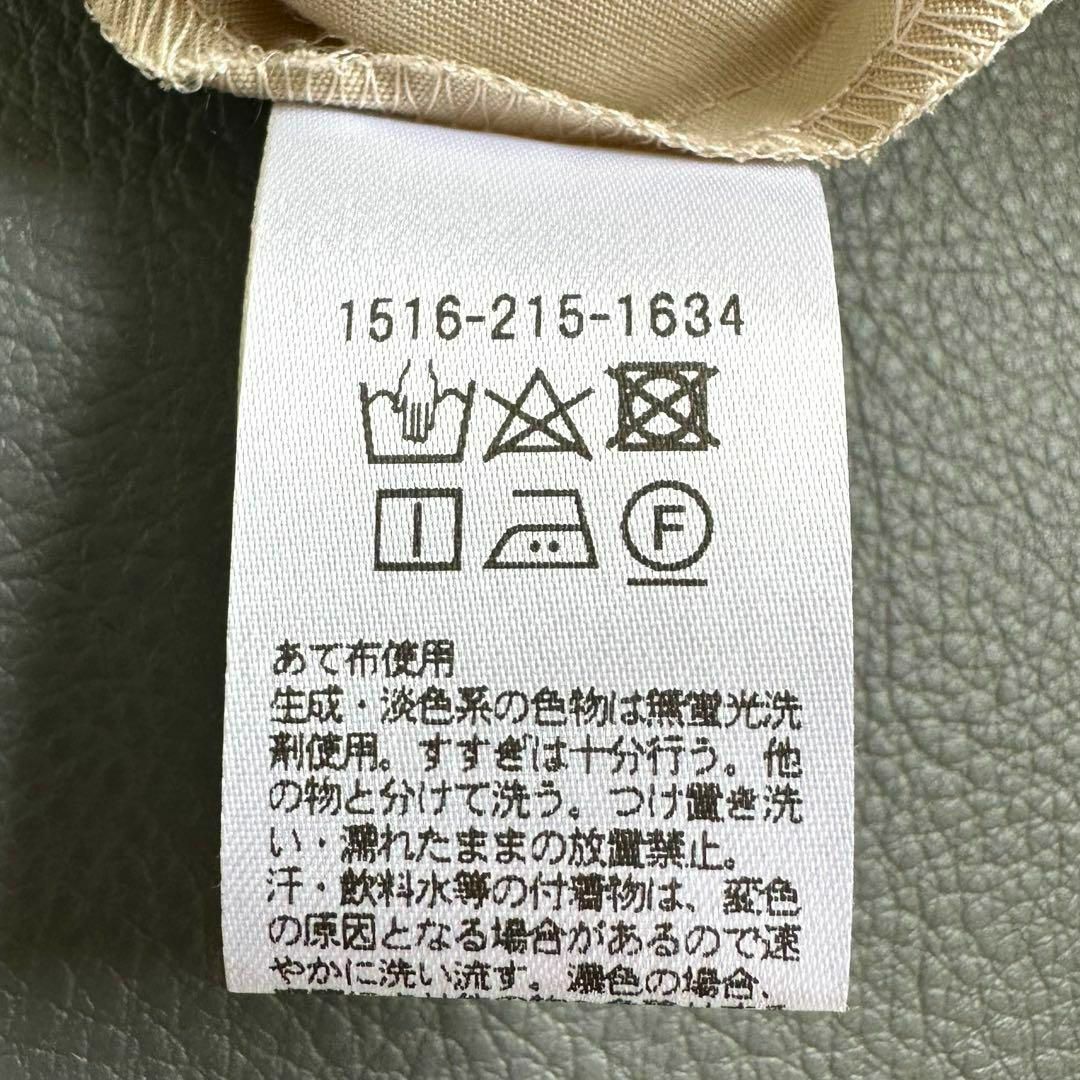 1516-215-1634
F
あて布使用
生成・淡色系の色物は無蛍光洗
剤使用。すすぎは十分行う。他
の物と分けて洗う。つけ置き洗
い・濡れたままの放置禁止。
汗・飲料水等の付着物は、変色
の原因となる場合があるので速
やかに洗い流す。濃色の場合、